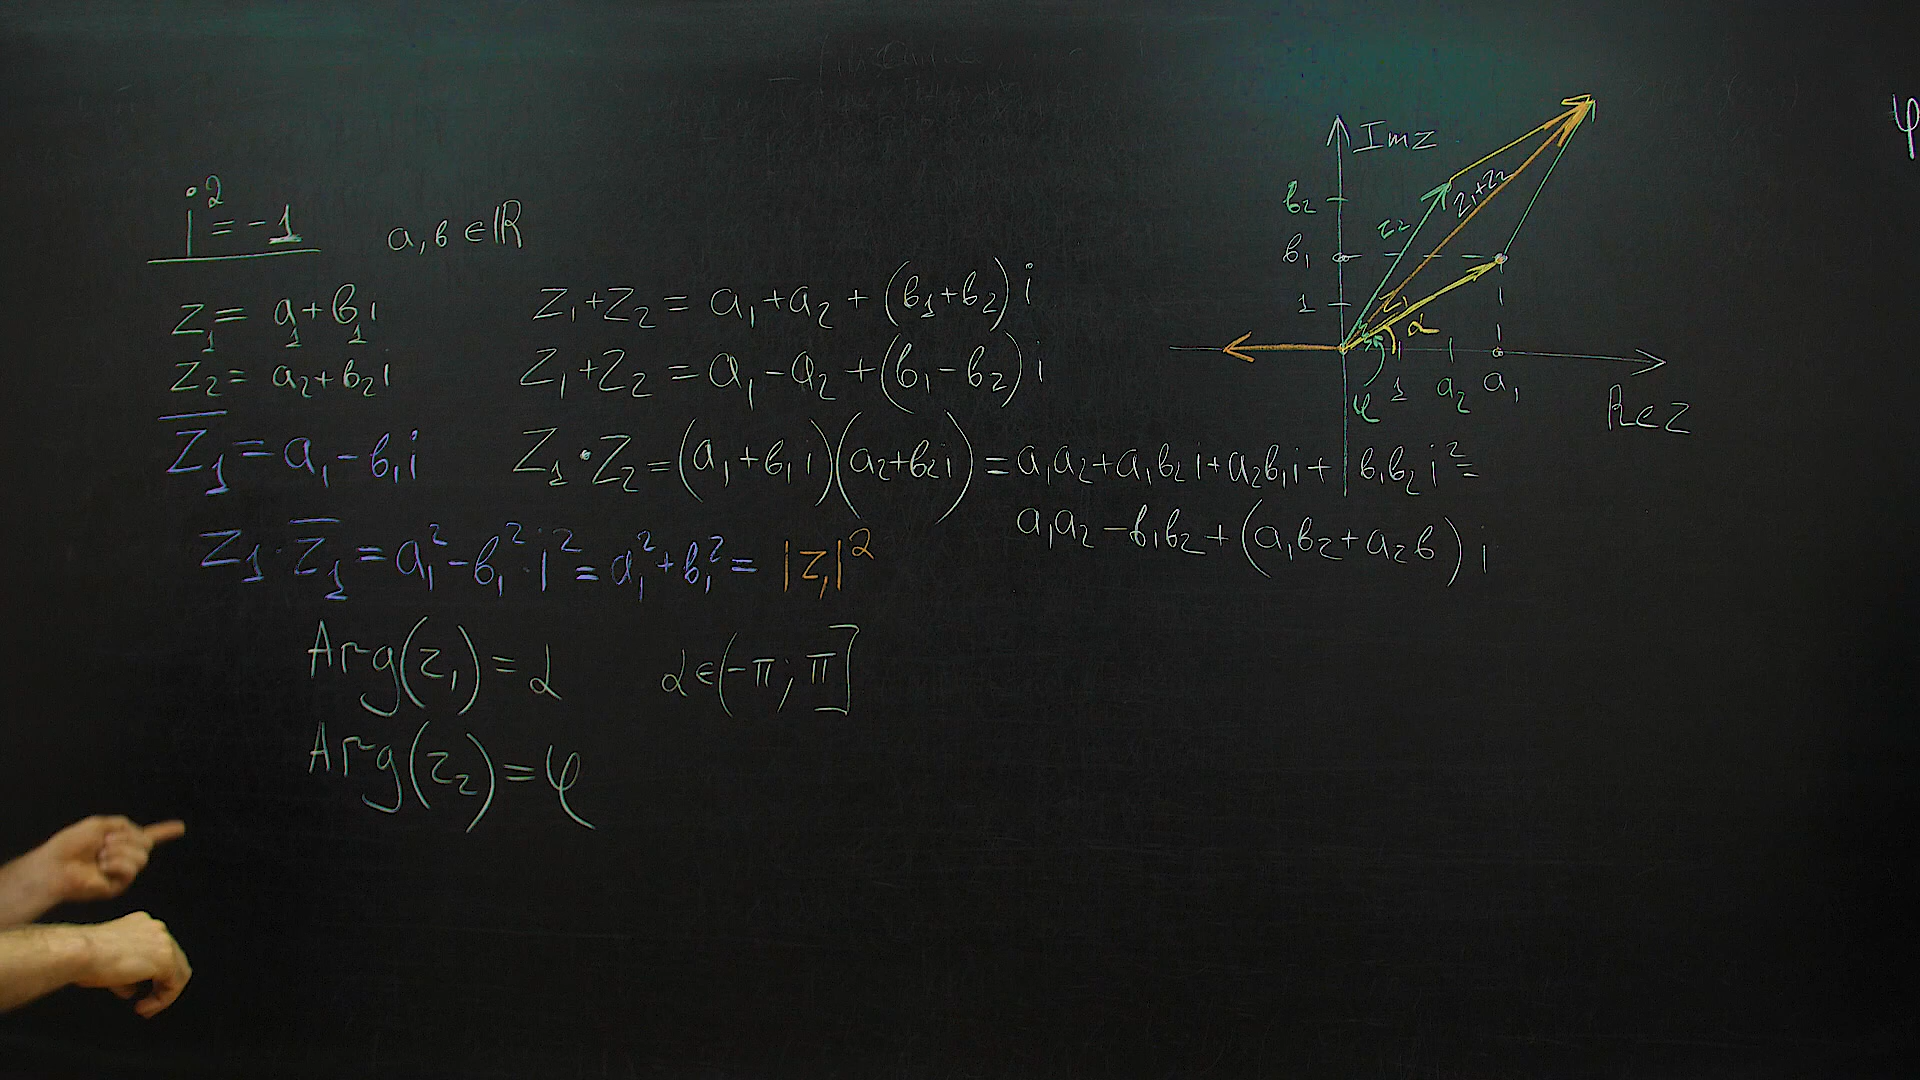 i² = -1 a, b ∈ ℝ
z₁ = a₁ + b₁i
z₂ = a₂ + b₂i
z̅₁ = a₁ - b₁i
z₁ · z̅₁ = a₁² - b₁² · i² = a₁² + b₁² = |z₁|²
Arg(z₁) = α α ∈ (-π; π]
Arg(z₂) = φ
z₁ + z₂ = a₁ + a₂ + (b₁ + b₂)i
z₁ + z₂ = a₁ - a₂ + (b₁ - b₂)i
z₁ · z₂ = (a₁ + b₁i)(a₂ + b₂i) = a₁a₂ + a₁b₂i + a₂b₁i + b₁b₂i² =
a₁a₂ - b₁b₂ + (a₁b₂ + a₂b)i
Im z
b₂
z₂
z₁+z₂
b₁
1
z₁
α
φ
1
a₂
a₁
Re z
φ